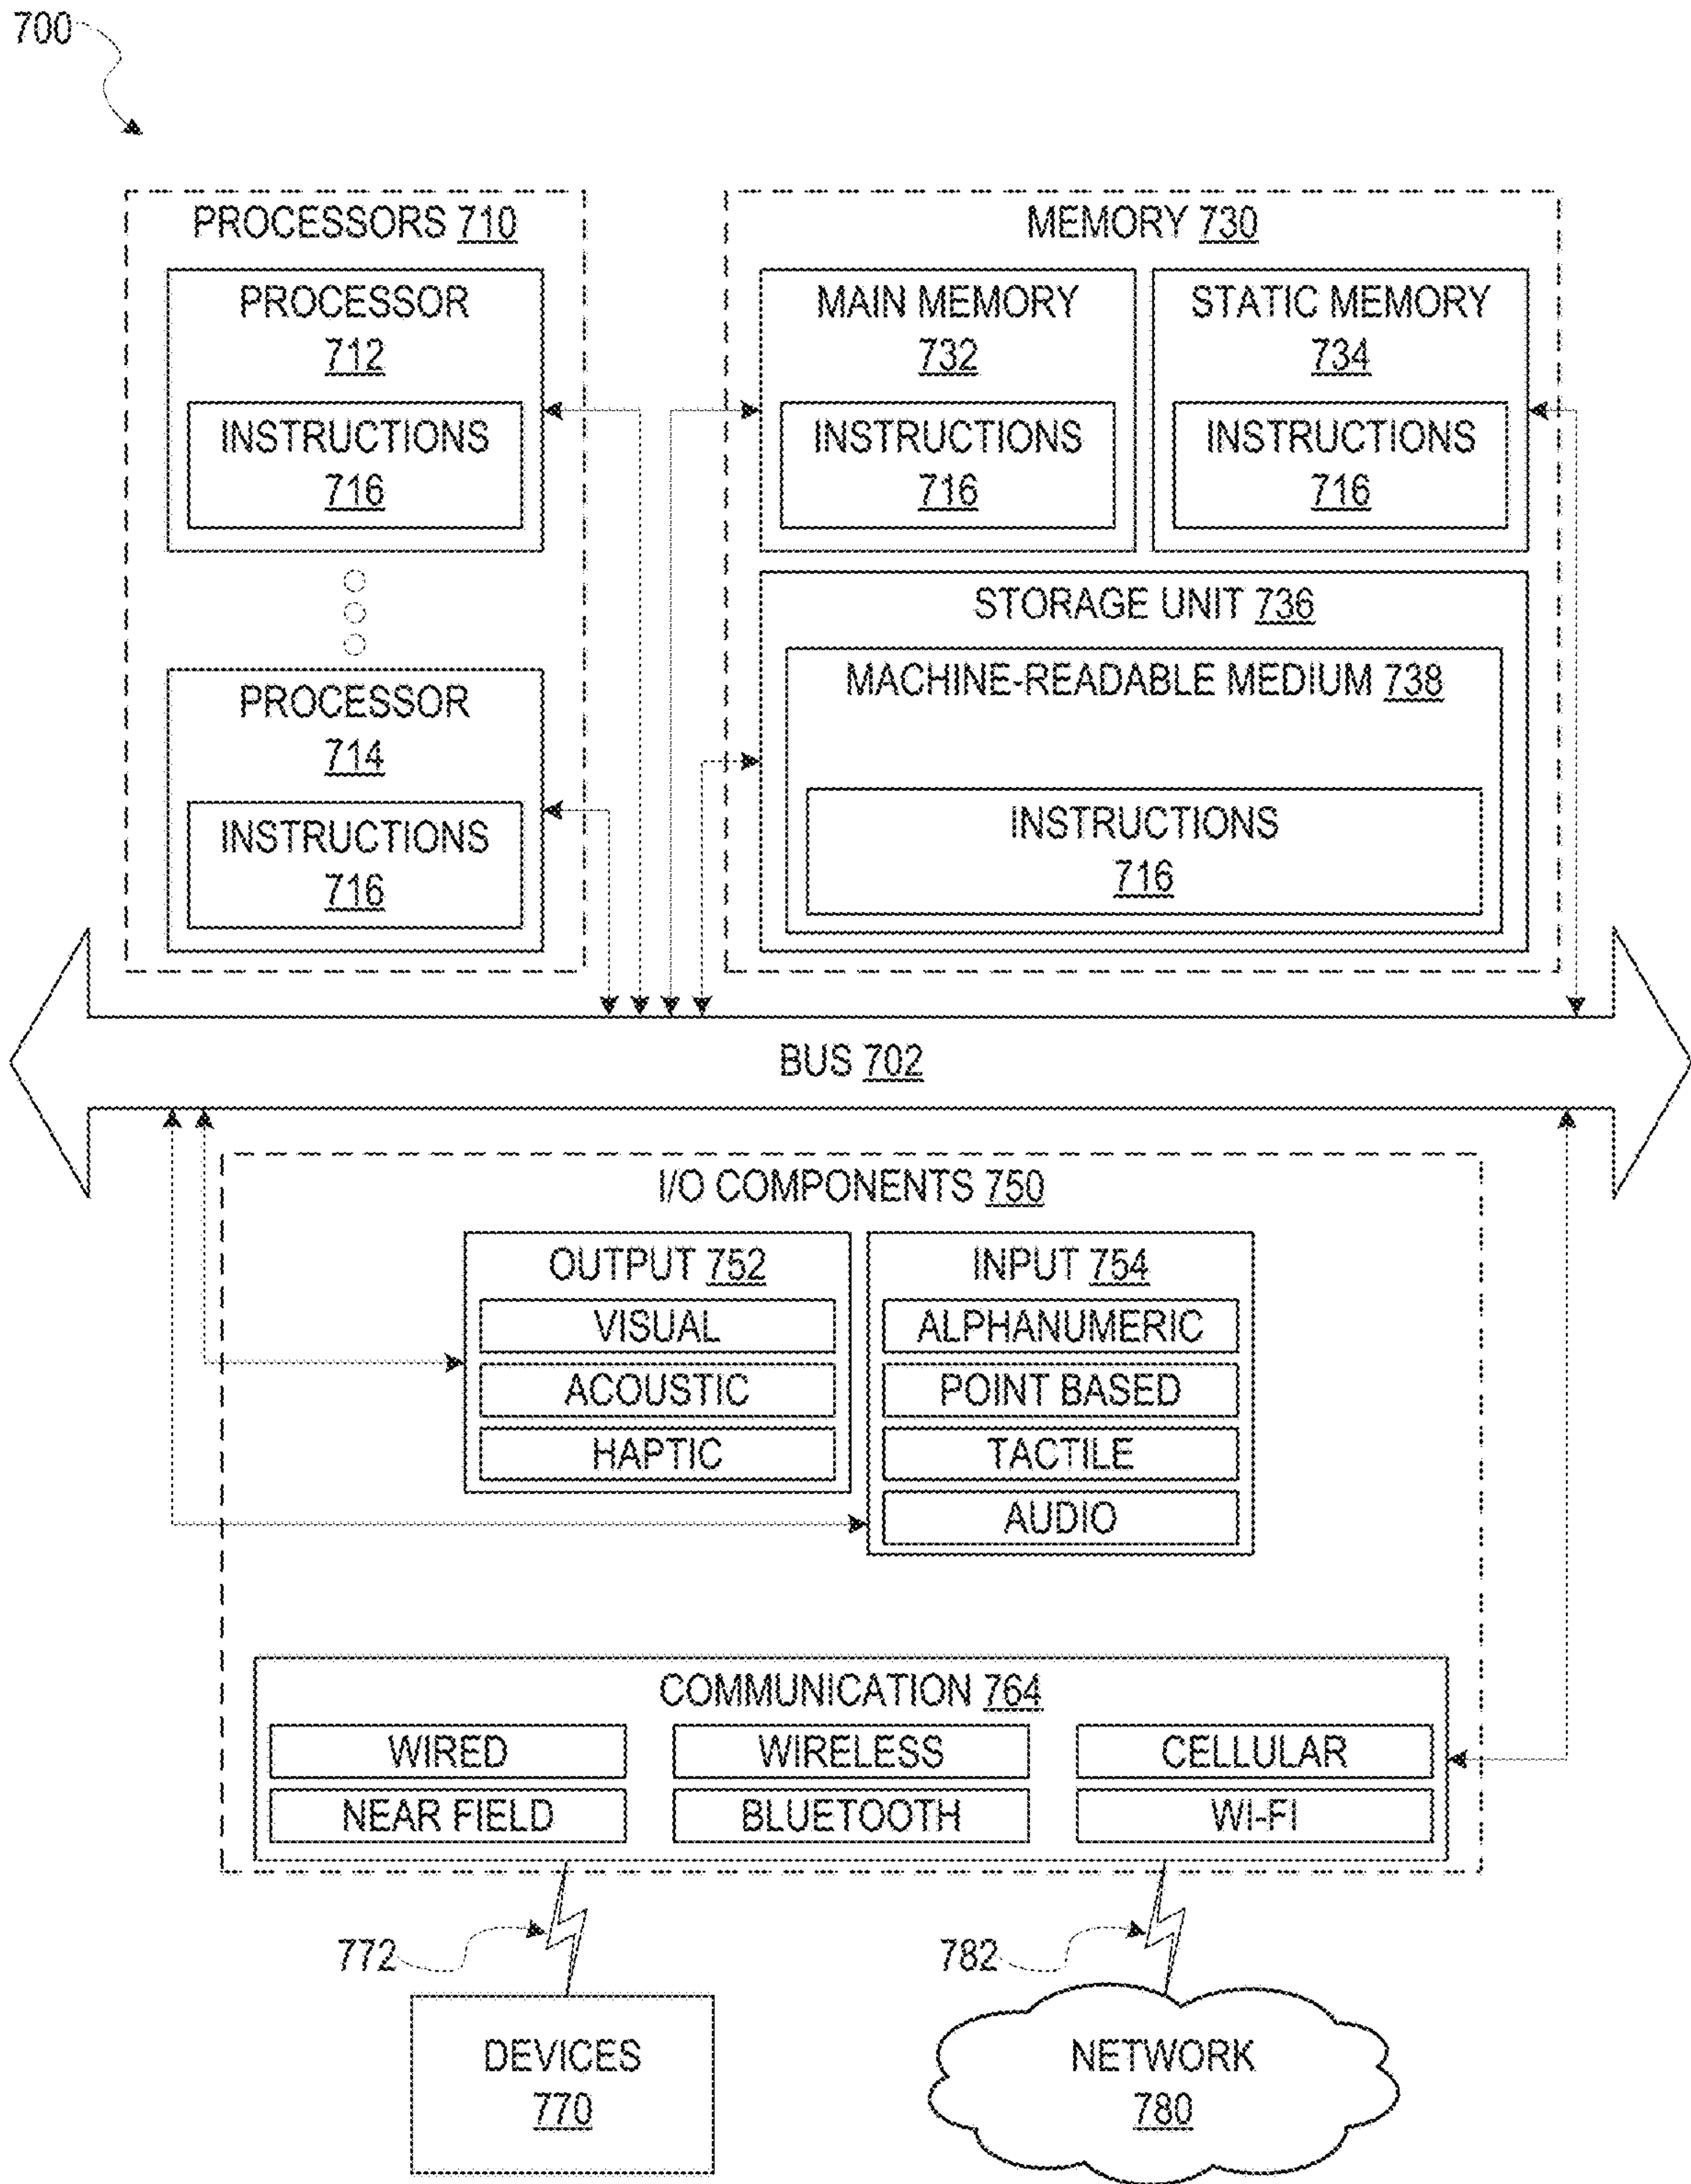 700
PROCESSORS 710
PROCESSOR
712
INSTRUCTIONS
716
PROCESSOR
714
INSTRUCTIONS
716
MEMORY 730
MAIN MEMORY
732
INSTRUCTIONS
716
STATIC MEMORY
734
INSTRUCTIONS
716
STORAGE UNIT 736
MACHINE-READABLE MEDIUM 738
INSTRUCTIONS
716
BUS 702
I/O COMPONENTS 750
OUTPUT 752
VISUAL
ACOUSTIC
HAPTIC
INPUT 754
ALPHANUMERIC
POINT BASED
TACTILE
AUDIO
COMMUNICATION 764
WIRED
WIRELESS
CELLULAR
NEAR FIELD
BLUETOOTH
WI-FI
772
782
DEVICES
770
NETWORK
780